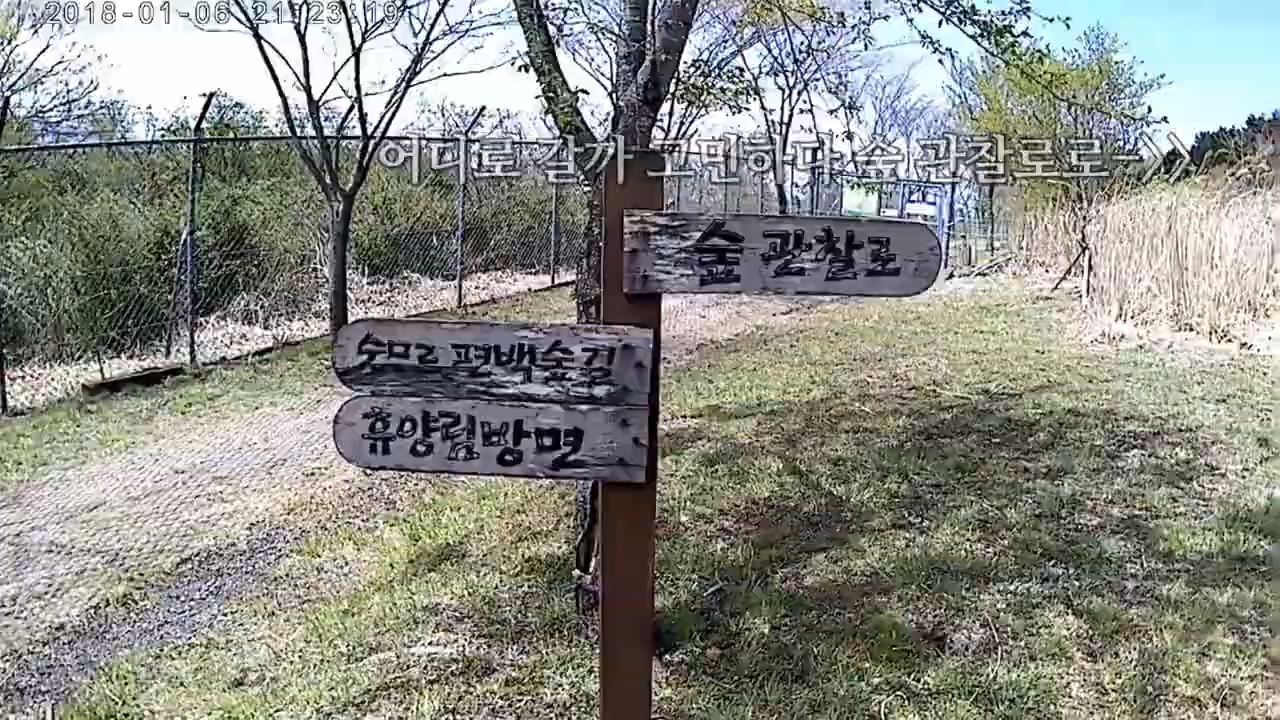 2018-01-06 21:23:19
어디로 갈까 고민하다 숲 관찰로로->>
숲 관찰로
숨모르 편백숲길
휴양림방면